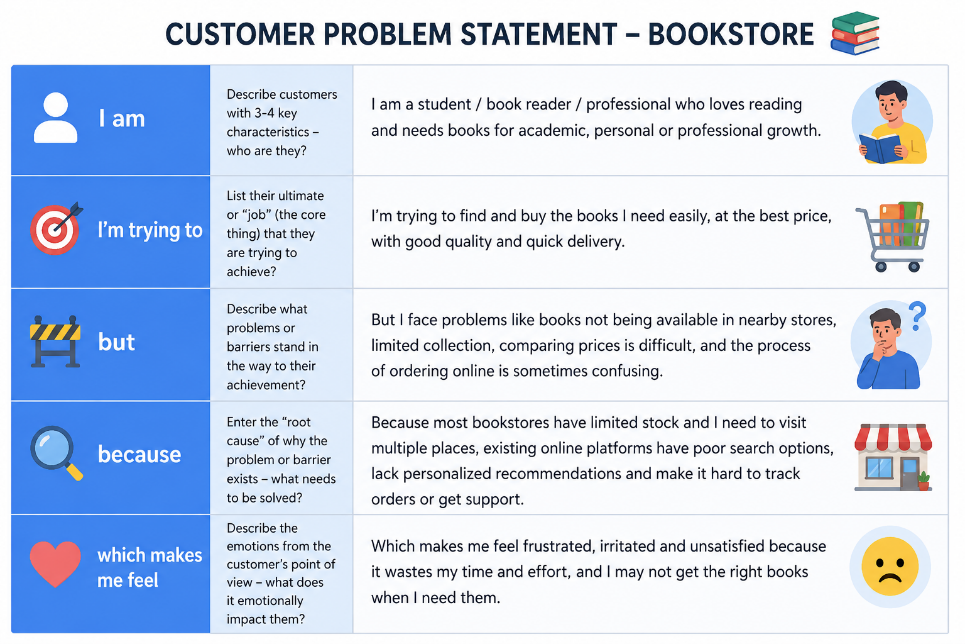 CUSTOMER PROBLEM STATEMENT – BOOKSTORE
I am
Describe customers
with 3-4 key
characteristics –
who are they?
I am a student / book reader / professional who loves reading
and needs books for academic, personal or professional growth.
I'm trying to
List their ultimate
or “job” (the core
thing) that they
are trying to
achieve?
I'm trying to find and buy the books I need easily, at the best price,
with good quality and quick delivery.
but
Describe what
problems or
barriers stand in
the way to their
achievement?
But I face problems like books not being available in nearby stores,
limited collection, comparing prices is difficult, and the process
of ordering online is sometimes confusing.
?
because
Enter the “root
cause” of why the
problem or barrier
exists – what needs
to be solved?
Because most bookstores have limited stock and I need to visit
multiple places, existing online platforms have poor search options,
lack personalized recommendations and make it hard to track
orders or get support.
which makes
me feel
Describe the
emotions from the
customer's point of
view – what does
it emotionally
impact them?
Which makes me feel frustrated, irritated and unsatisfied because
it wastes my time and effort, and I may not get the right books
when I need them.